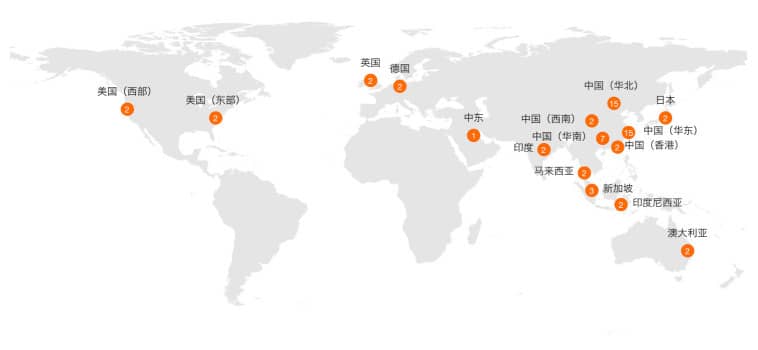 英国
2
德国
2
美国（西部）
2
美国（东部）
2
中东
1
中国（华北）
15
日本
2
中国（西南）
2
中国（华东）
15
中国（华南）
7
中国（香港）
2
印度
2
马来西亚
2
新加坡
3
印度尼西亚
2
澳大利亚
2